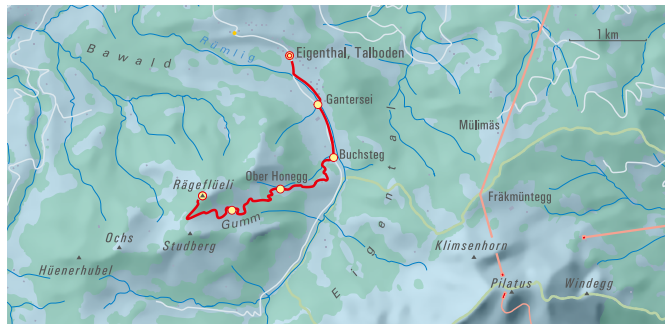 Bawald
Rümlig
Eigenthal, Talboden
1 km
Gantersei
Mülimäs
Buchsteg
Ober Honegg
Rägeflüeli
Fräkmüntegg
Gumm
Eigental
Ochs
Studberg
Klimsenhorn
Hüenerhubel
Pilatus
Windegg